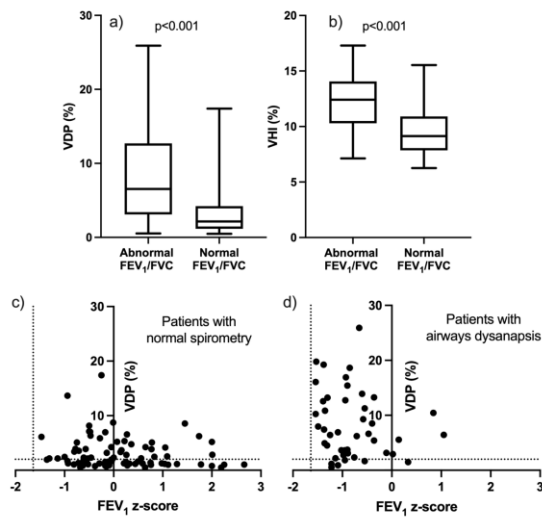 a)
p<0.001
VDP (%)
30
20
10
0
Abnormal
FEV₁/FVC
Normal
FEV₁/FVC
b)
p<0.001
VHI (%)
20
15
10
5
0
Abnormal
FEV₁/FVC
Normal
FEV₁/FVC
c)
Patients with
normal spirometry
VDP (%)
30
20
10
-2 -1 0 1 2 3
FEV₁ z-score
d)
Patients with
airways dysanapsis
VDP (%)
30
20
10
-2 -1 0 1 2 3
FEV₁ z-score